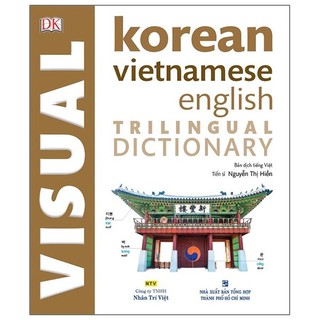 DK
VISUAL
korean
vietnamese
english
TRILINGUAL
DICTIONARY
Bản dịch tiếng Việt
Tiến sĩ Nguyễn Thị Hiền
NTV
Công ty TNHH
Nhân Trí Việt
NHÀ XUẤT BẢN TỔNG HỢP
THÀNH PHỐ HỒ CHÍ MINH